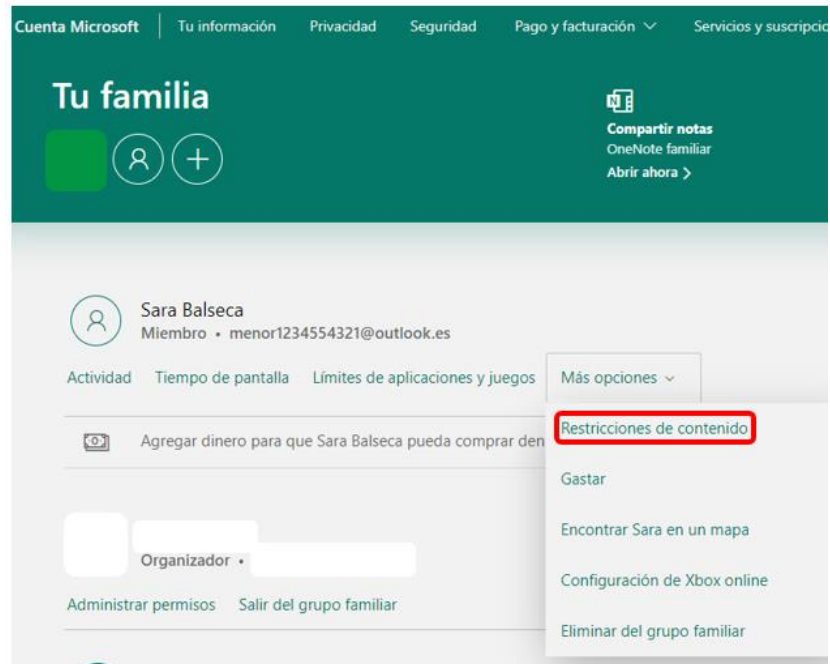 Cuenta Microsoft Tu información Privacidad Seguridad Pago y facturación Servicios y
Tu familia
Compartir notas
OneNote familiar
Abrir ahora
Sara Balseca
Miembro • menor1234554321@outlook.es
Actividad Tiempo de pantalla Límites de aplicaciones y juegos Más opciones
Restricciones de contenido
Agregar dinero para que Sara Balseca pueda comprar
Gastar
Encontrar Sara en un mapa
Organizador •
Configuración de Xbox online
Administrar permisos Salir del grupo familiar
Eliminar del grupo familiar